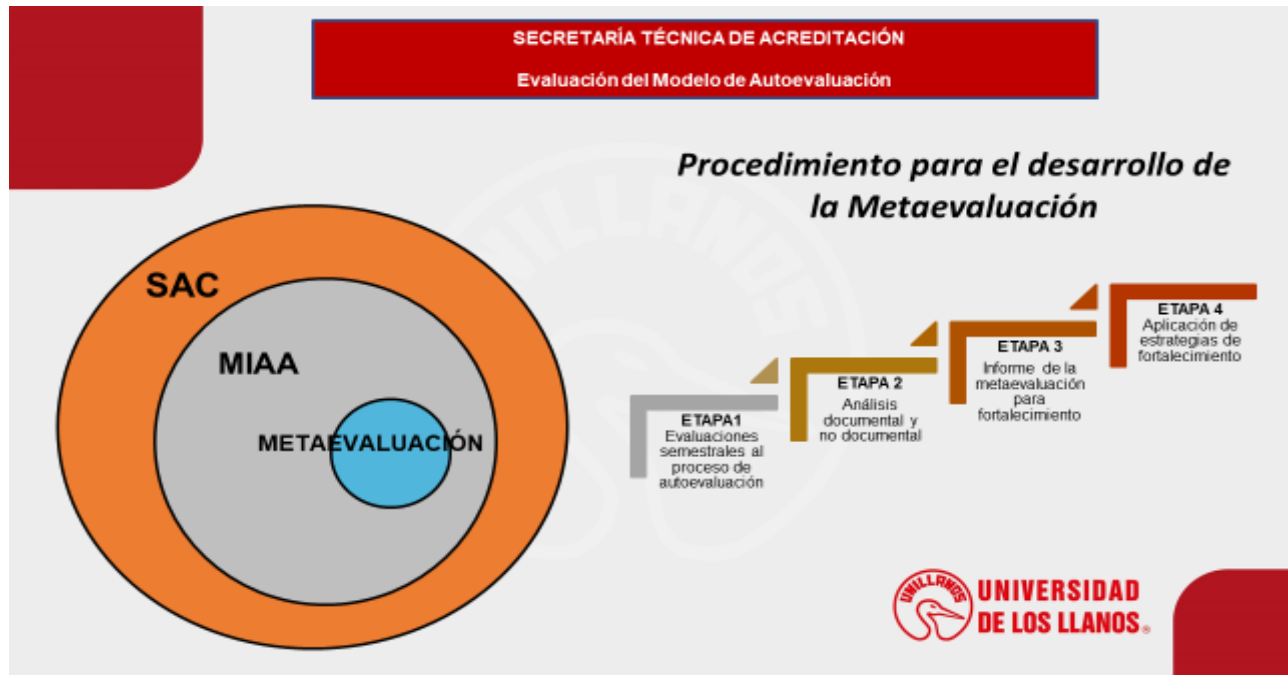 SECRETARÍA TÉCNICA DE ACREDITACIÓN
Evaluación del Modelo de Autoevaluación
Procedimiento para el desarrollo de
la Metaevaluación
SAC
MIAA
METAEVALUACIÓN
ETAPA1
Evaluaciones
semestrales al
proceso de
autoevaluación
ETAPA 2
Análisis
documental y
no documental
ETAPA 3
Informe de la
metaevaluación
para
fortalecimiento
ETAPA 4
Aplicación de
estrategias de
fortalecimiento
UNILLANOS
UNILLANOS
UNIVERSIDAD
DE LOS LLANOS®